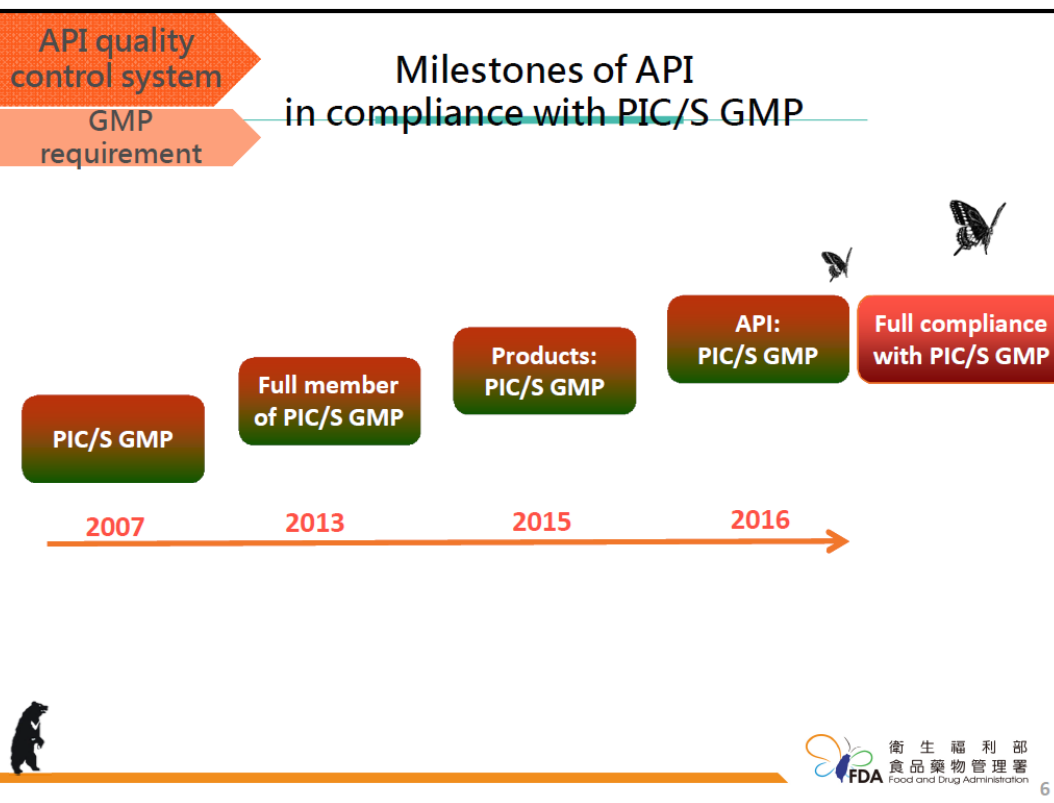 API quality
control system
GMP
requirement
Milestones of API
in compliance with PIC/S GMP
PIC/S GMP
Full member
of PIC/S GMP
Products:
PIC/S GMP
API:
PIC/S GMP
Full compliance
with PIC/S GMP
2007
2013
2015
2016
衛生福利部
FDA 食品藥物管理署
Food and Drug Administration
6